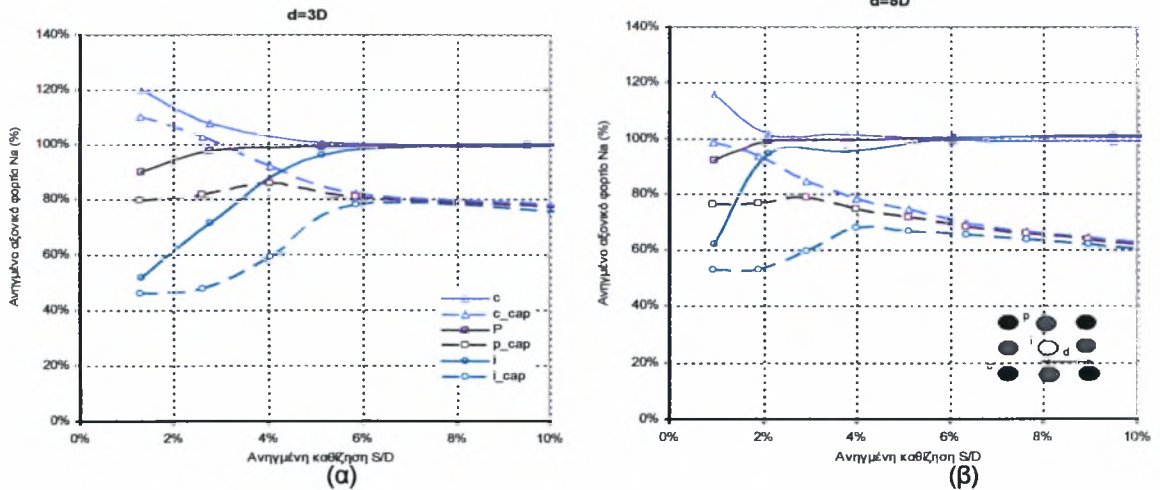 d=3D
140%
120%
100%
80%
60%
40%
20%
0%
Ανηγμένο αξονικό φορτίο Na (%)
c
c_cap
P
p_cap
i
i_cap
0% 2% 4% 6% 8% 10%
Ανηγμένη καθίζηση S/D
(α)
140%
120%
100%
80%
60%
40%
20%
0%
Ανηγμένο αξονικό φορτίο Na (%)
p
i
d
0% 2% 4% 6% 8% 10%
Ανηγμένη καθίζηση S/D
(β)